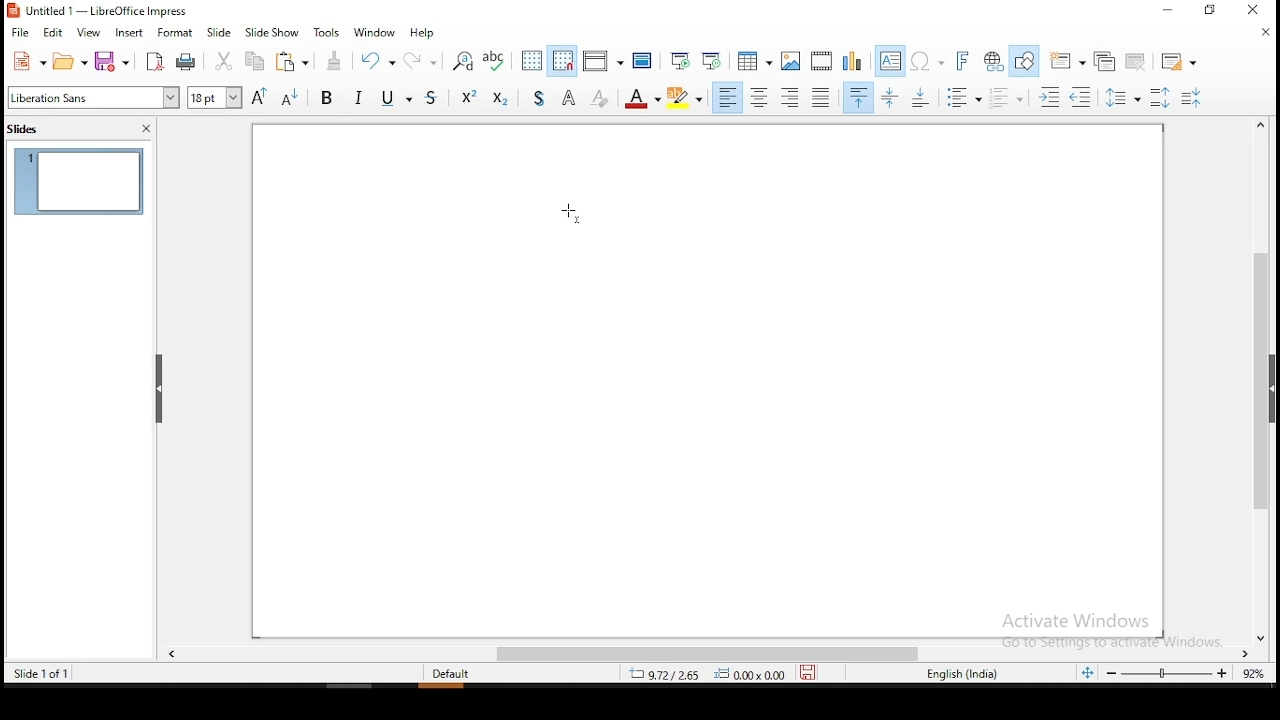 Untitled 1 — LibreOffice Impress
File Edit View Insert Format Slide Slide Show Tools Window Help
Liberation Sans 18 pt
Slides
1
Activate Windows
Go to Settings to activate Windows.
Slide 1 of 1 Default 9.72 / 2.65 0.00 x 0.00 English (India) 92%